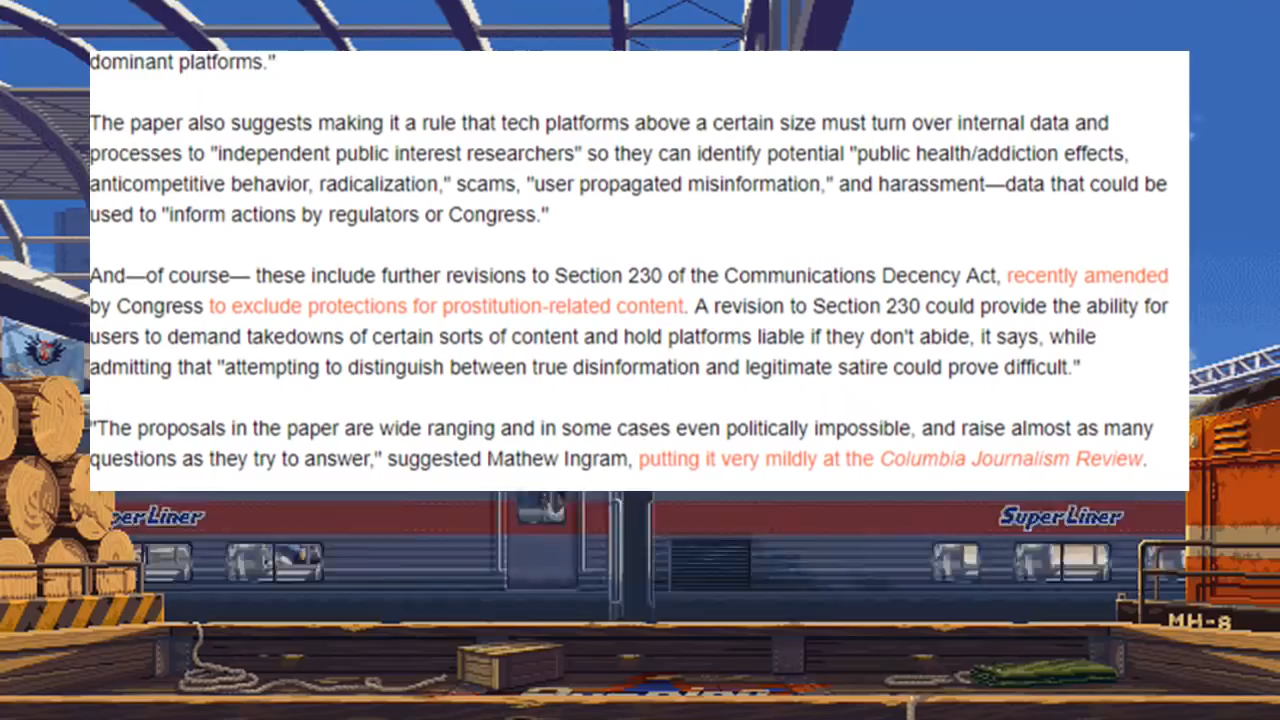 dominant platforms."
The paper also suggests making it a rule that tech platforms above a certain size must turn over internal data and
processes to "independent public interest researchers" so they can identify potential "public health/addiction effects,
anticompetitive behavior, radicalization," scams, "user propagated misinformation," and harassment—data that could be
used to "inform actions by regulators or Congress."
And—of course— these include further revisions to Section 230 of the Communications Decency Act, recently amended
by Congress to exclude protections for prostitution-related content. A revision to Section 230 could provide the ability for
users to demand takedowns of certain sorts of content and hold platforms liable if they don't abide, it says, while
admitting that "attempting to distinguish between true disinformation and legitimate satire could prove difficult."
"The proposals in the paper are wide ranging and in some cases even politically impossible, and raise almost as many
questions as they try to answer," suggested Mathew Ingram, putting it very mildly at the Columbia Journalism Review.
perLiner
SuperLiner
MH-8